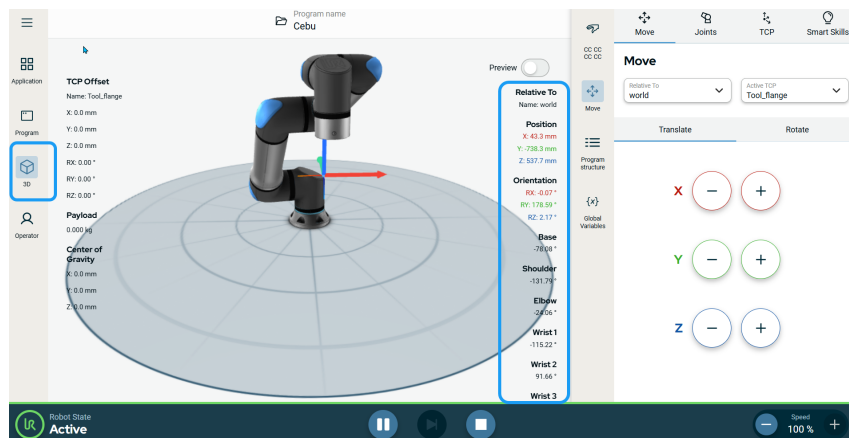 Program name
Cebu
Application
Program
3D
Operator
TCP Offset
Name: Tool_flange
X: 0.0 mm
Y: 0.0 mm
Z: 0.0 mm
RX: 0.00 °
RY: 0.00 °
RZ: 0.00 °
Payload
0.000 kg
Center of
Gravity
X: 0.0 mm
Y: 0.0 mm
Z: 0.0 mm
Preview
Relative To
Name: world
Position
X: 43.3 mm
Y: -738.3 mm
Z: 537.7 mm
Orientation
RX: -0.07 °
RY: 178.59 °
RZ: 2.17 °
Base
-78.08 °
Shoulder
-131.79 °
Elbow
-24.06 °
Wrist 1
-115.22 °
Wrist 2
91.66 °
Wrist 3
CC CC
CC CC
Move
Program
structure
{x}
Global
Variables
Move
Joints
TCP
Smart Skills
Move
Relative To
world
Active TCP
Tool_flange
Translate
Rotate
X − +
Y − +
Z − +
UR
Robot State
Active
Speed
− 100 % +